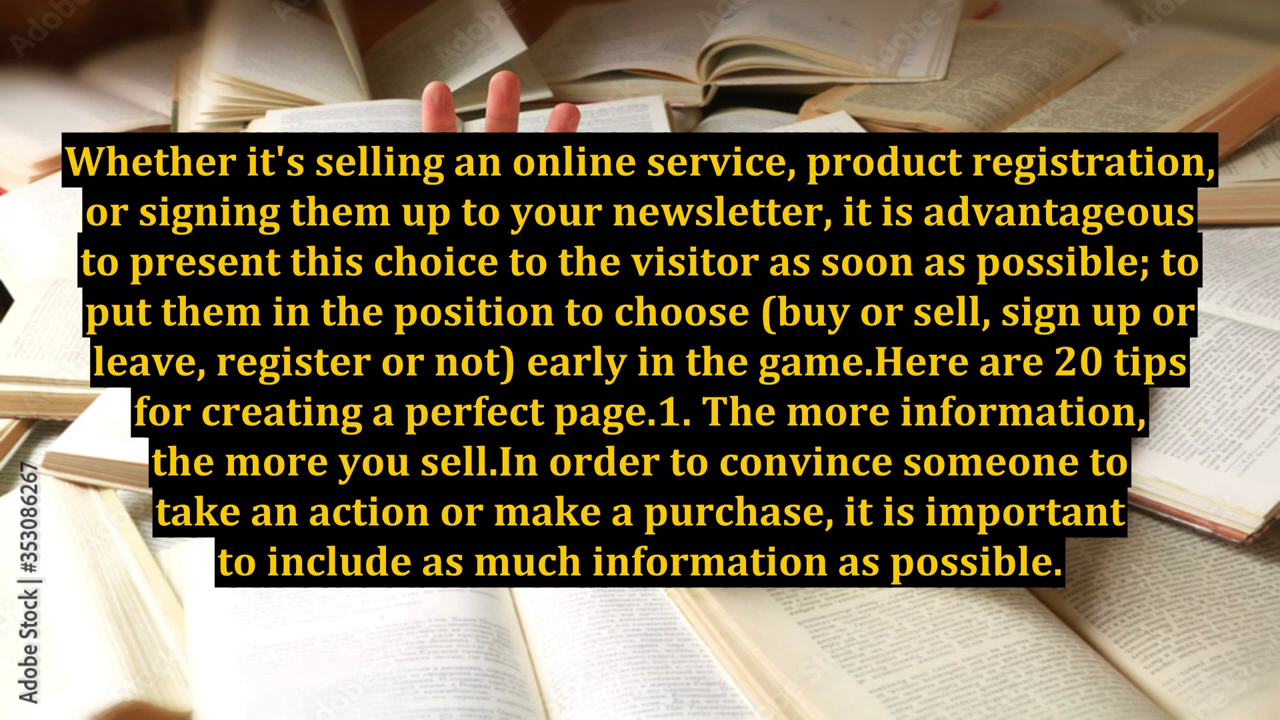 Whether it's selling an online service, product registration,
or signing them up to your newsletter, it is advantageous
to present this choice to the visitor as soon as possible; to
put them in the position to choose (buy or sell, sign up or
leave, register or not) early in the game.Here are 20 tips
for creating a perfect page.1. The more information,
the more you sell.In order to convince someone to
take an action or make a purchase, it is important
to include as much information as possible.
Adobe Stock | #353086267